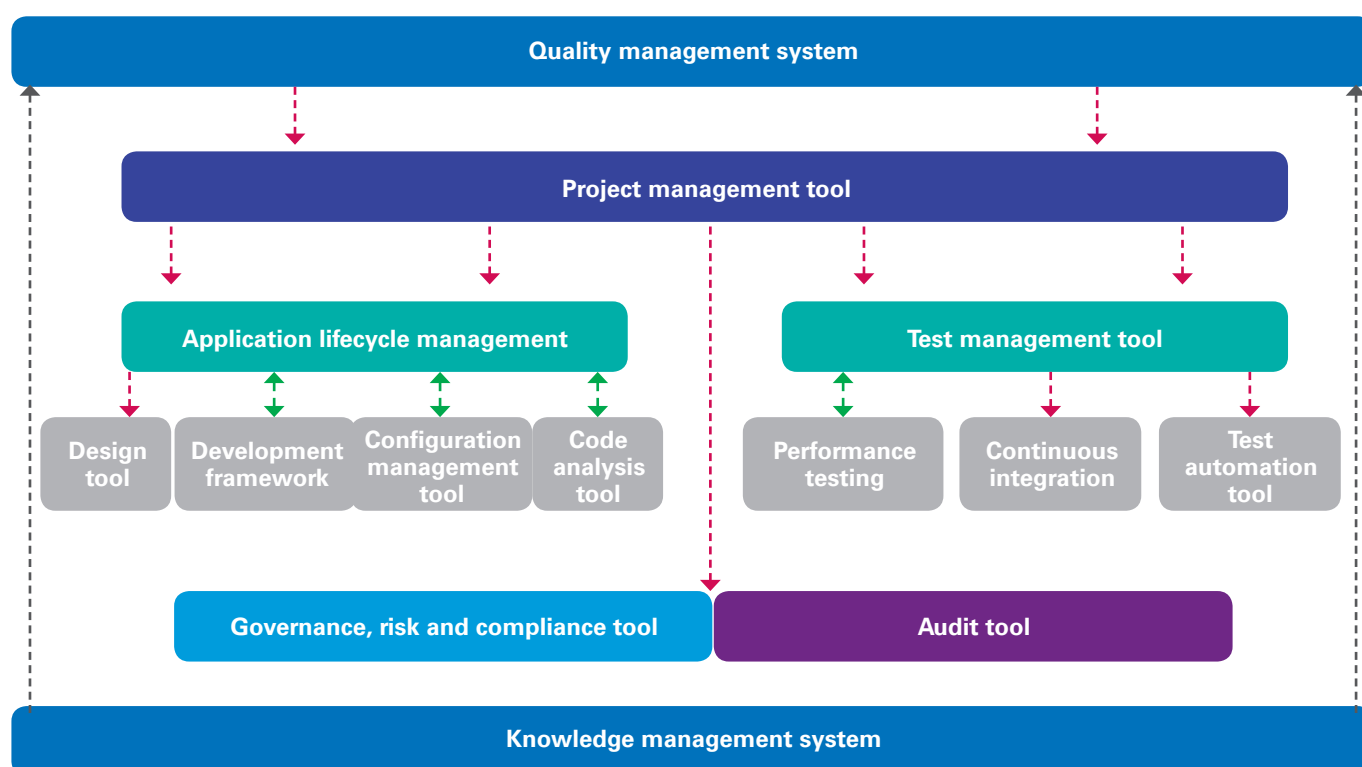 Quality management system
Project management tool
Application lifecycle management
Test management tool
Design
tool
Development
framework
Configuration
management
tool
Code
analysis
tool
Performance
testing
Continuous
integration
Test
automation
tool
Governance, risk and compliance tool
Audit tool
Knowledge management system